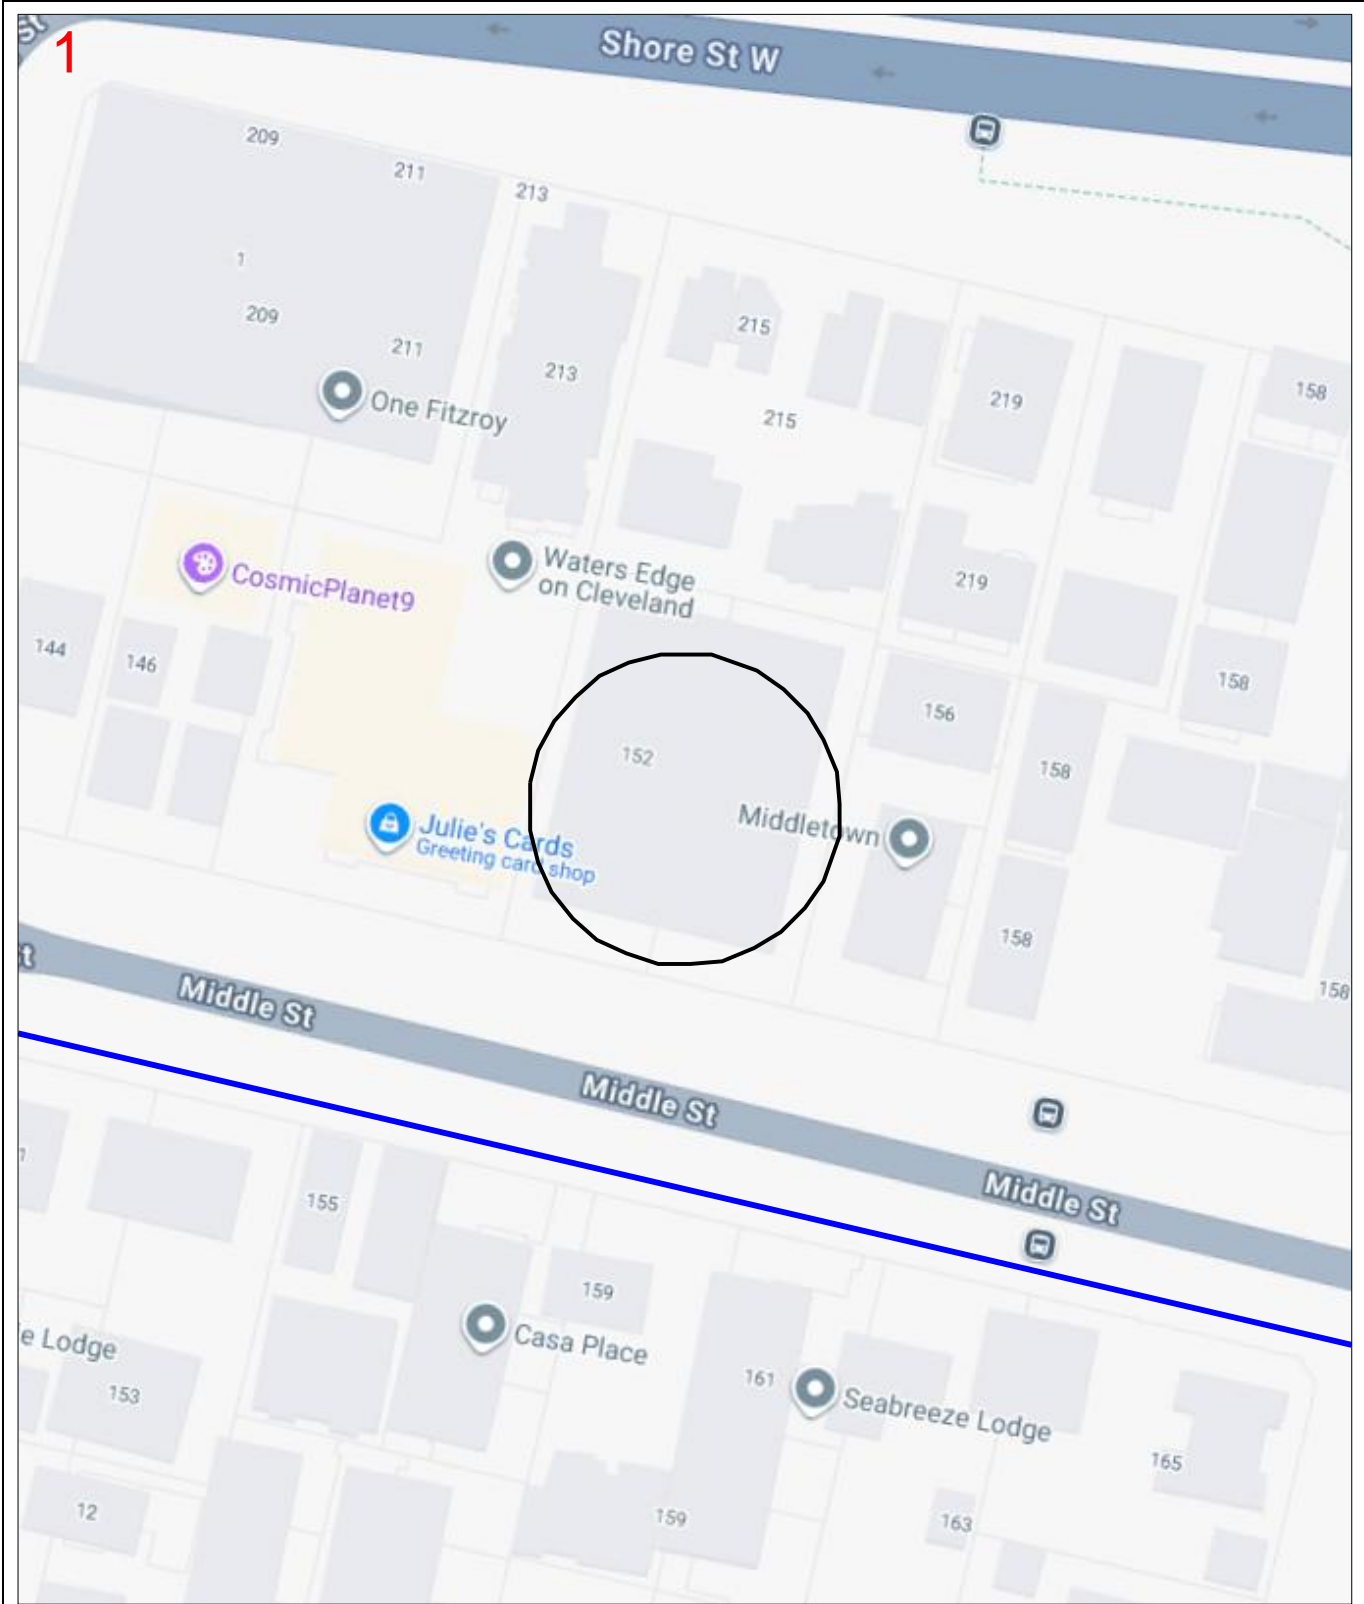 St
1
Shore St W
209
211
213
1
209
211
213
215
215
219
158
One Fitzroy
CosmicPlanet9
Waters Edge
on Cleveland
219
144
146
152
156
158
158
Middletown
Julie's Cards
Greeting card shop
158
158
Middle St
Middle St
Middle St
155
159
Casa Place
e Lodge
153
161
Seabreeze Lodge
165
12
159
163